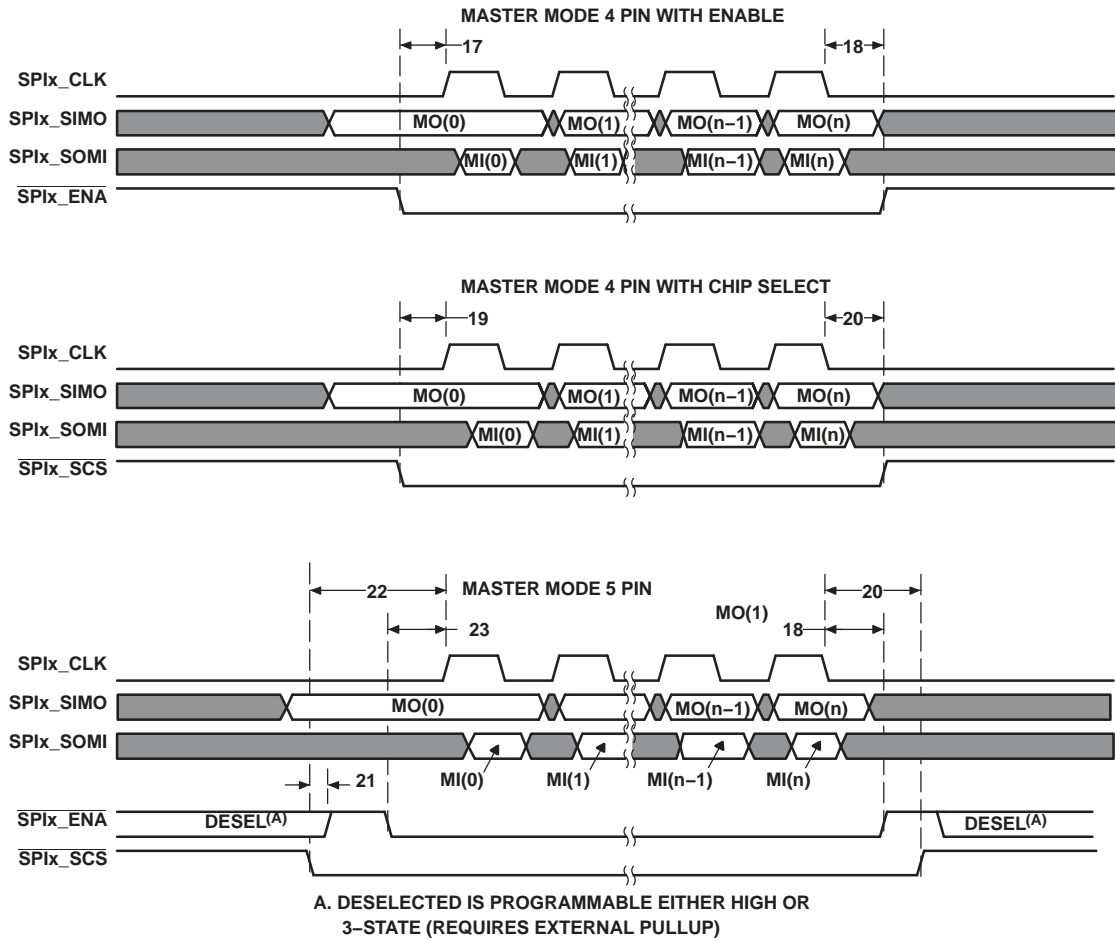 MASTER MODE 4 PIN WITH ENABLE
17
18
SPIx_CLK
SPIx_SIMO
MO(0)
MO(1)
MO(n−1)
MO(n)
SPIx_SOMI
MI(0)
MI(1)
MI(n−1)
MI(n)
SPIx_ENA
MASTER MODE 4 PIN WITH CHIP SELECT
19
20
SPIx_CLK
SPIx_SIMO
MO(0)
MO(1)
MO(n−1)
MO(n)
SPIx_SOMI
MI(0)
MI(1)
MI(n−1)
MI(n)
SPIx_SCS
22
MASTER MODE 5 PIN
20
MO(1)
23
18
SPIx_CLK
SPIx_SIMO
MO(0)
MO(n−1)
MO(n)
SPIx_SOMI
MI(0)
MI(1)
MI(n−1)
MI(n)
21
SPIx_ENA
DESEL(A)
DESEL(A)
SPIx_SCS
A. DESELECTED IS PROGRAMMABLE EITHER HIGH OR
3−STATE (REQUIRES EXTERNAL PULLUP)